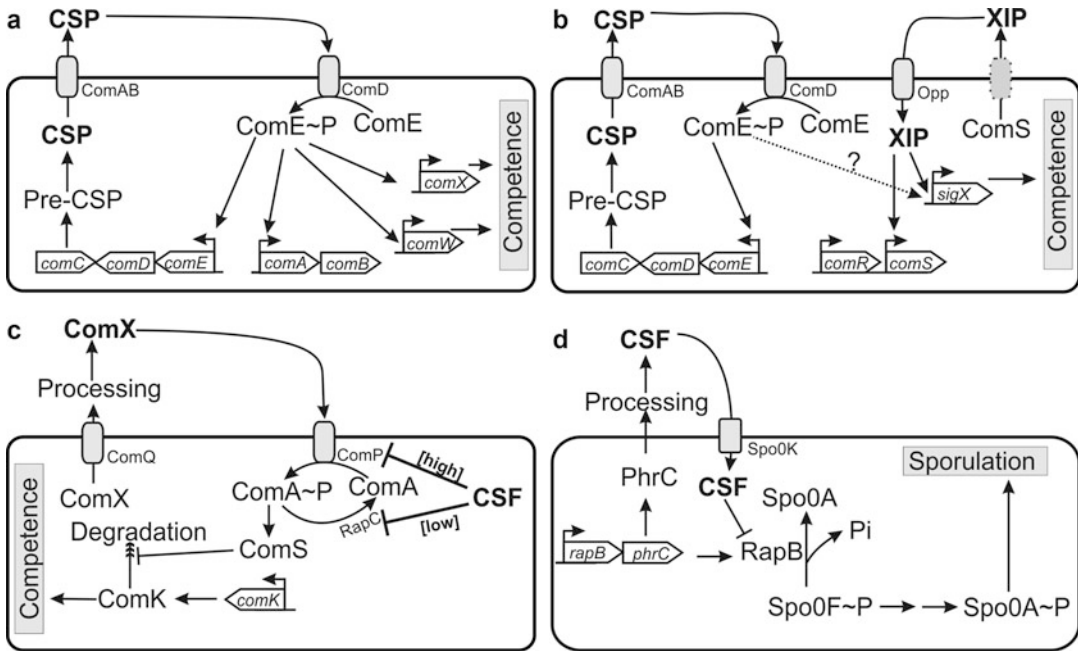 a
CSP
ComAB
ComD
CSP
ComE~P
ComE
Pre-CSP
comX
comW
comC
comD
comE
comA
comB
Competence
b
CSP
XIP
ComAB
ComD
Opp
CSP
ComE~P
ComE
XIP
ComS
?
Pre-CSP
sigX
comC
comD
comE
comR
comS
Competence
c
ComX
Processing
ComQ
ComP
[high]
ComX
ComA~P
ComA
CSF
RapC
[low]
Degradation
ComS
ComK
comK
Competence
d
CSF
Processing
Spo0K
Sporulation
PhrC
CSF
Spo0A
Pi
rapB
phrC
RapB
Spo0F~P
Spo0A~P